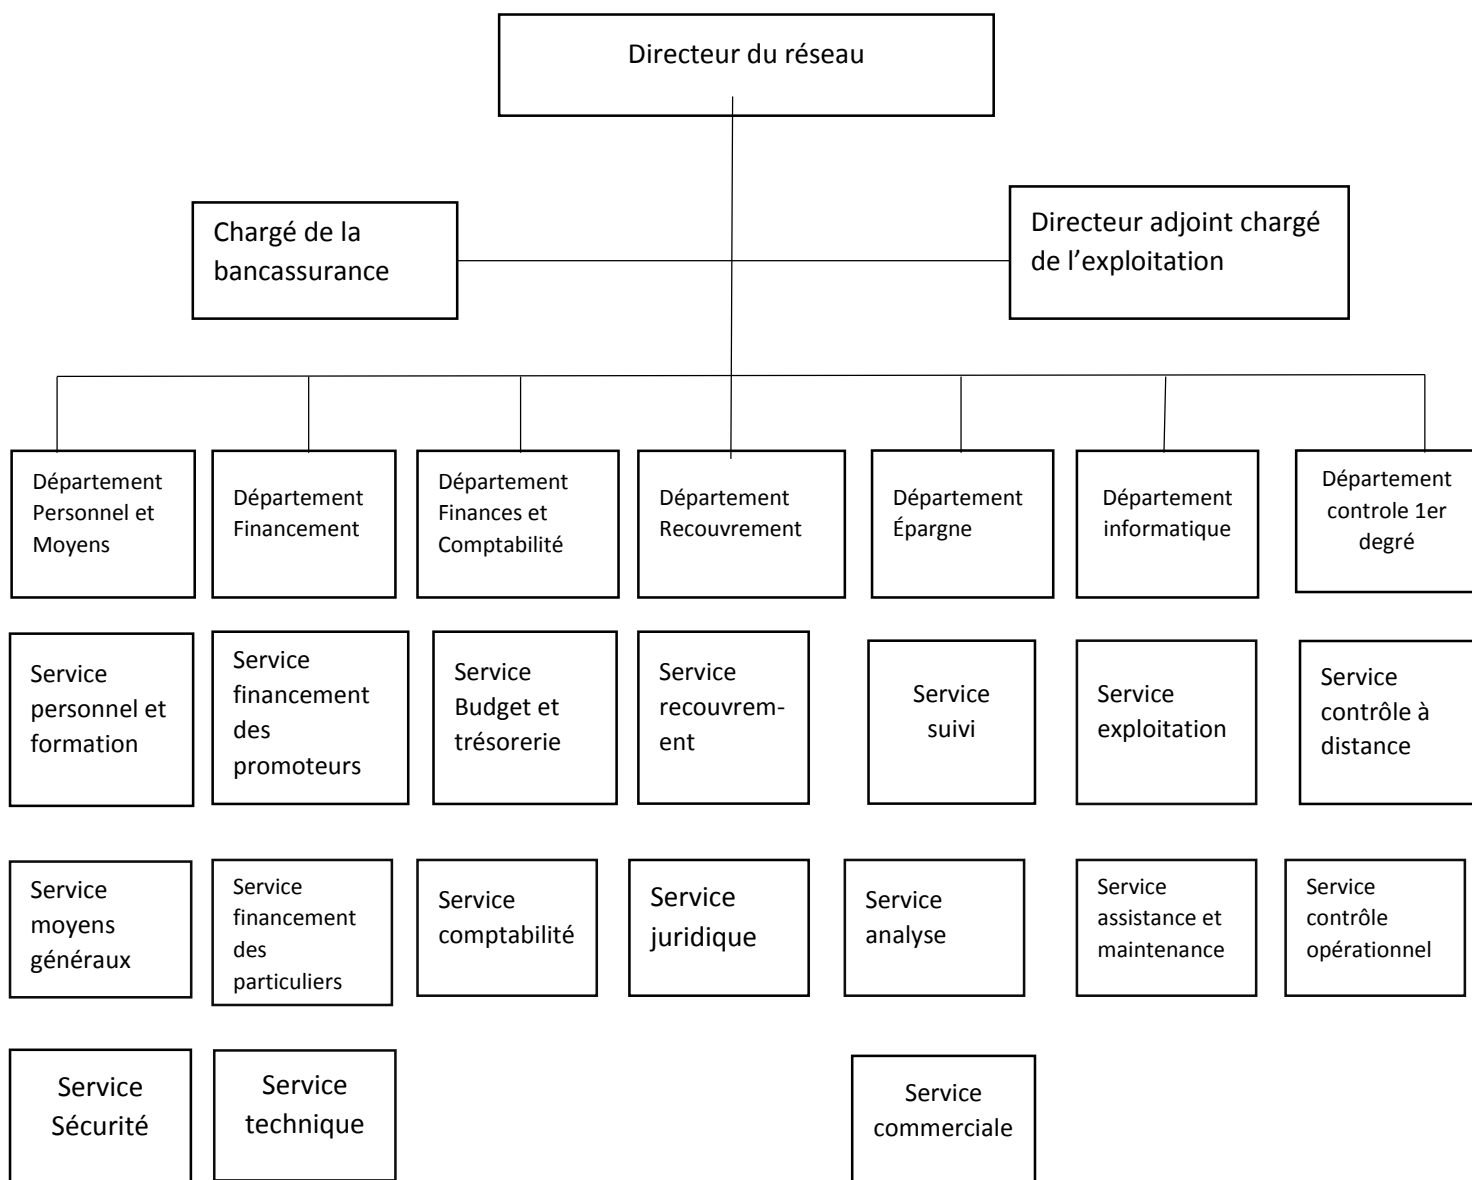 Directeur du réseau
Chargé de la
bancassurance
Directeur adjoint chargé
de l’exploitation
Département
Personnel et
Moyens
Département
Financement
Département
Finances et
Comptabilité
Département
Recouvrement
Département
Épargne
Département
informatique
Département
controle 1er
degré
Service
personnel et
formation
Service
financement
des
promoteurs
Service
Budget et
trésorerie
Service
recouvrem-
ent
Service
suivi
Service
exploitation
Service
contrôle à
distance
Service
moyens
généraux
Service
financement
des
particuliers
Service
comptabilité
Service
juridique
Service
analyse
Service
assistance et
maintenance
Service
contrôle
opérationnel
Service
Sécurité
Service
technique
Service
commerciale